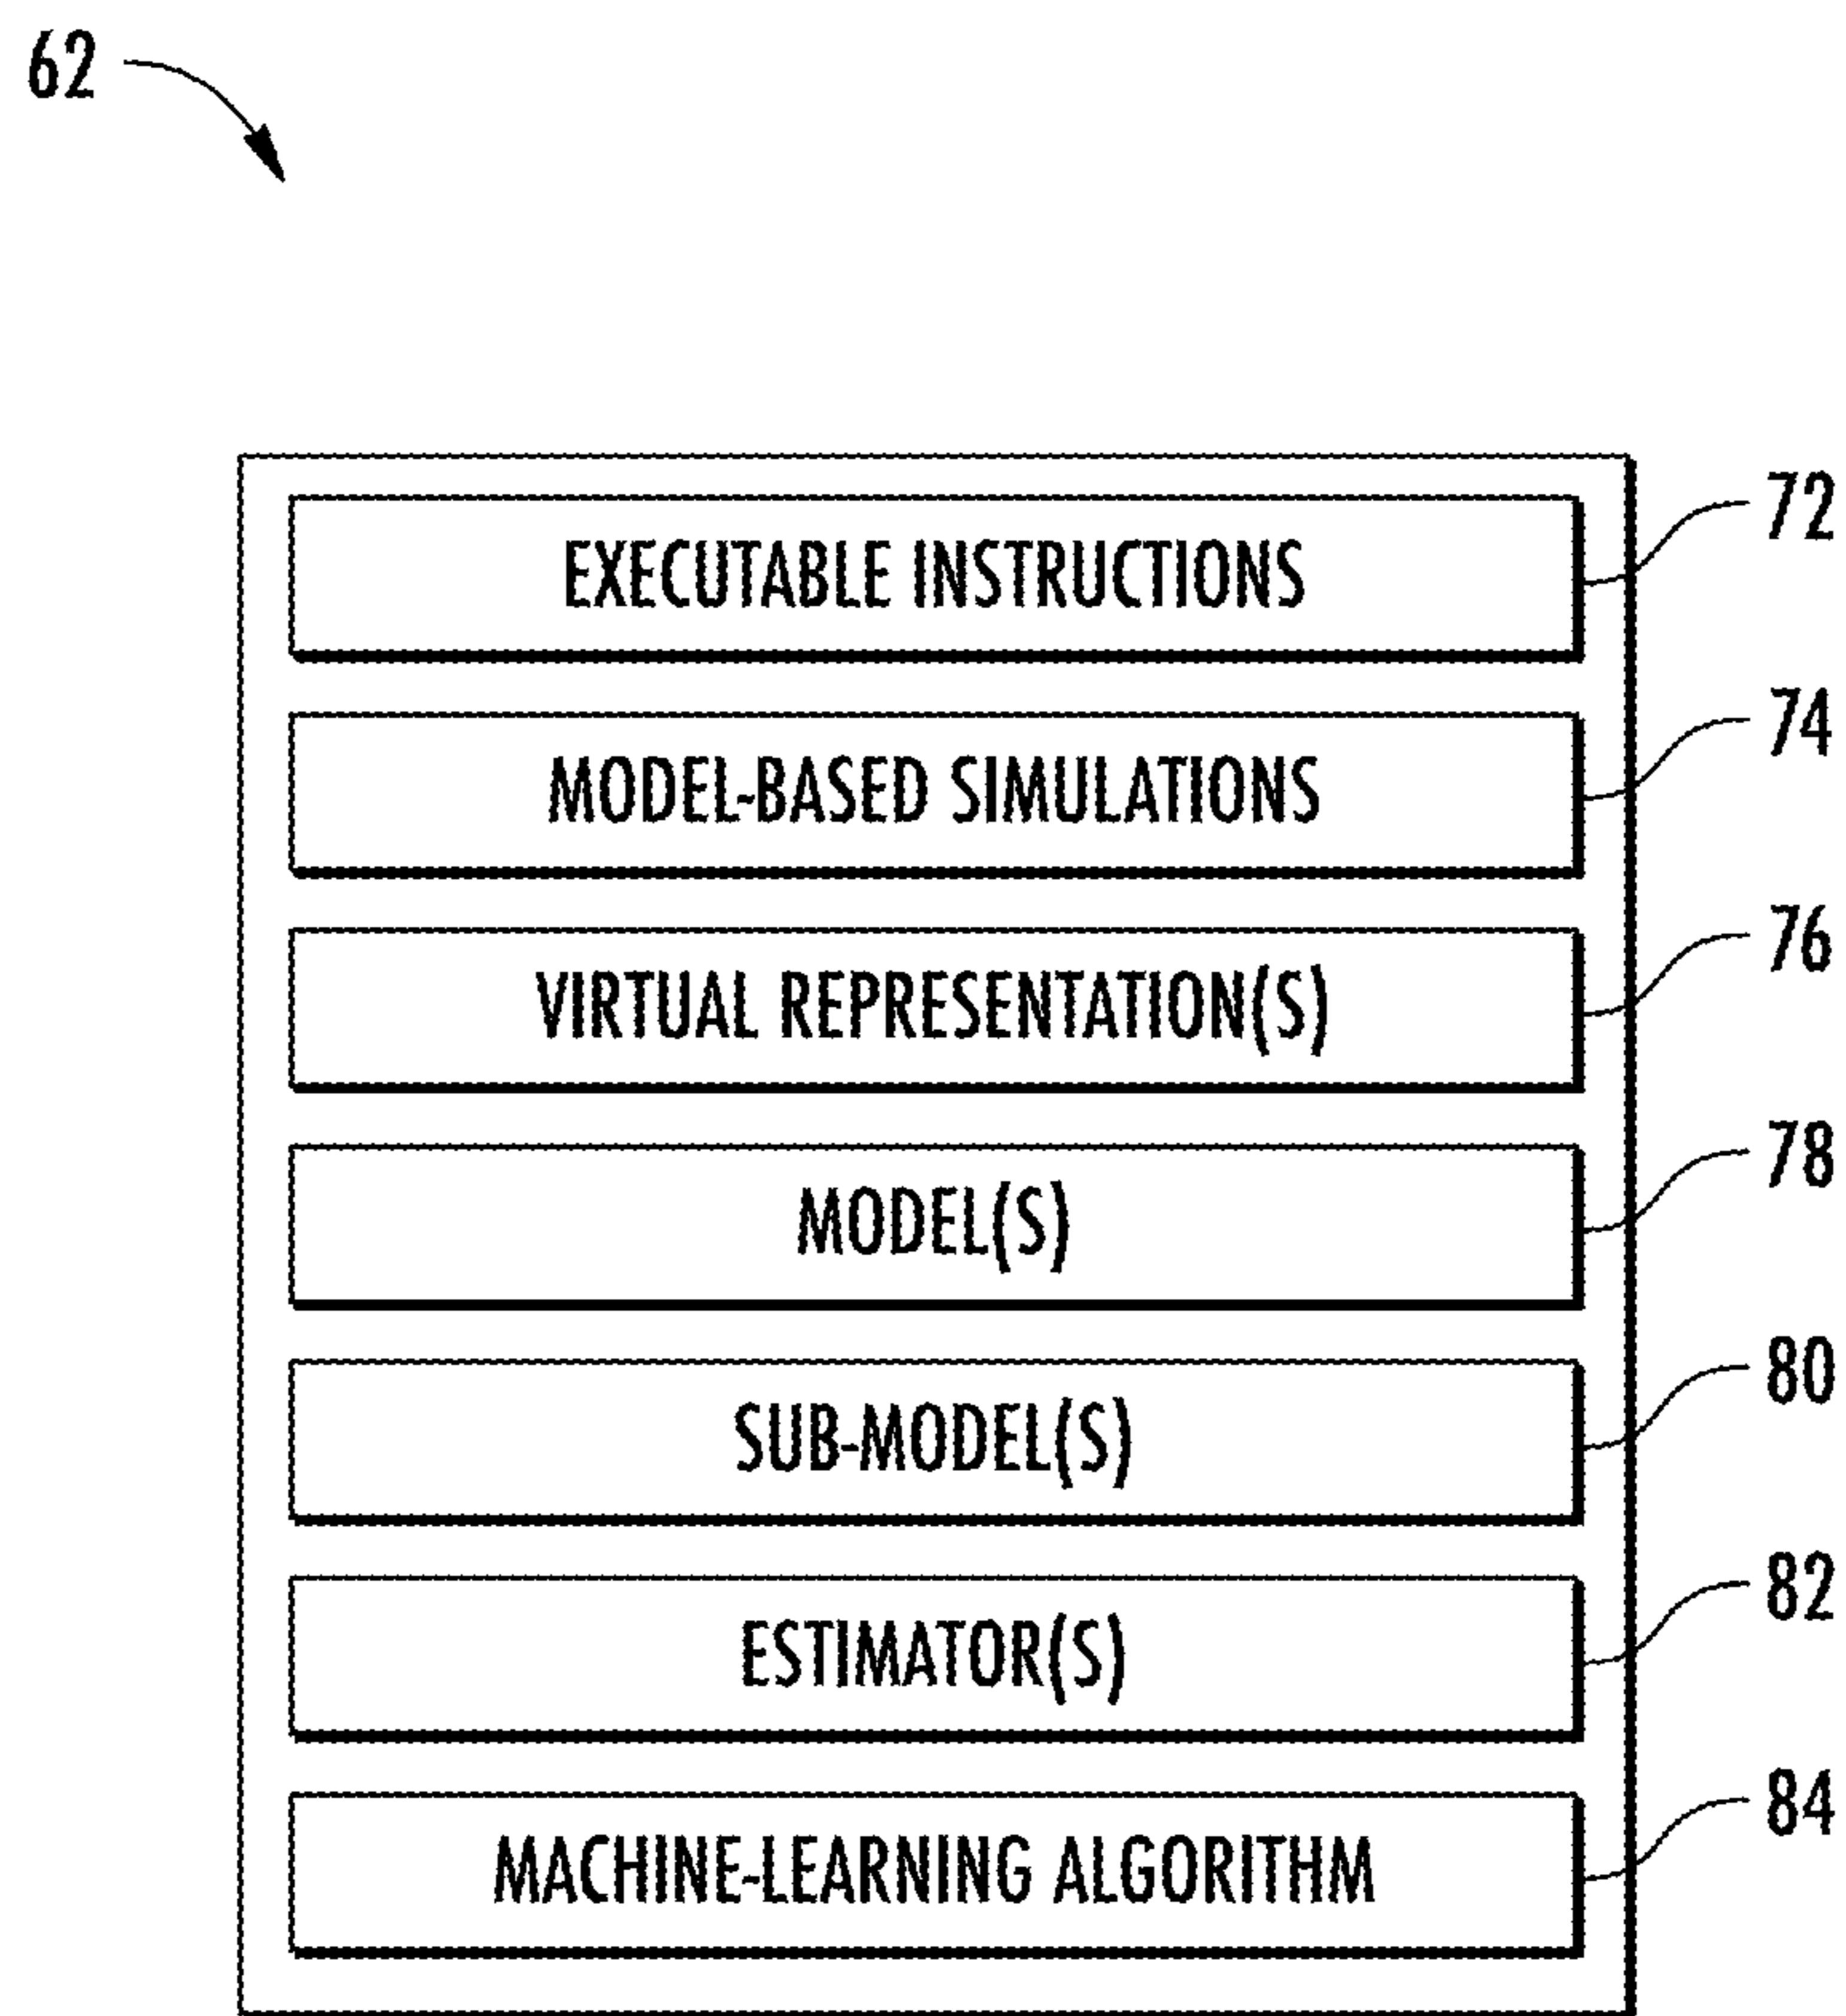 62
EXECUTABLE INSTRUCTIONS 72
MODEL-BASED SIMULATIONS 74
VIRTUAL REPRESENTATION(S) 76
MODEL(S) 78
SUB-MODEL(S) 80
ESTIMATOR(S) 82
MACHINE-LEARNING ALGORITHM 84